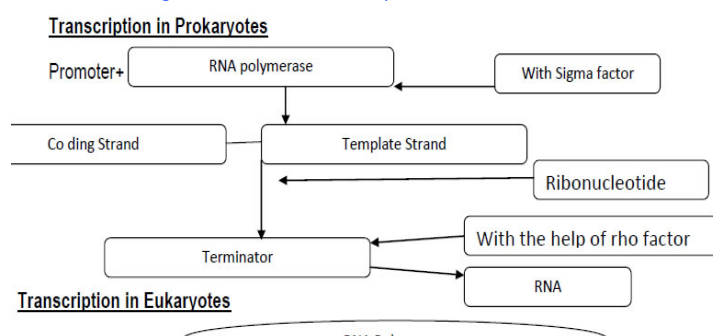 Transcription in Prokaryotes
Promoter+
RNA polymerase
With Sigma factor
Co ding Strand
Template Strand
Ribonucleotide
With the help of rho factor
Terminator
RNA
Transcription in Eukaryotes